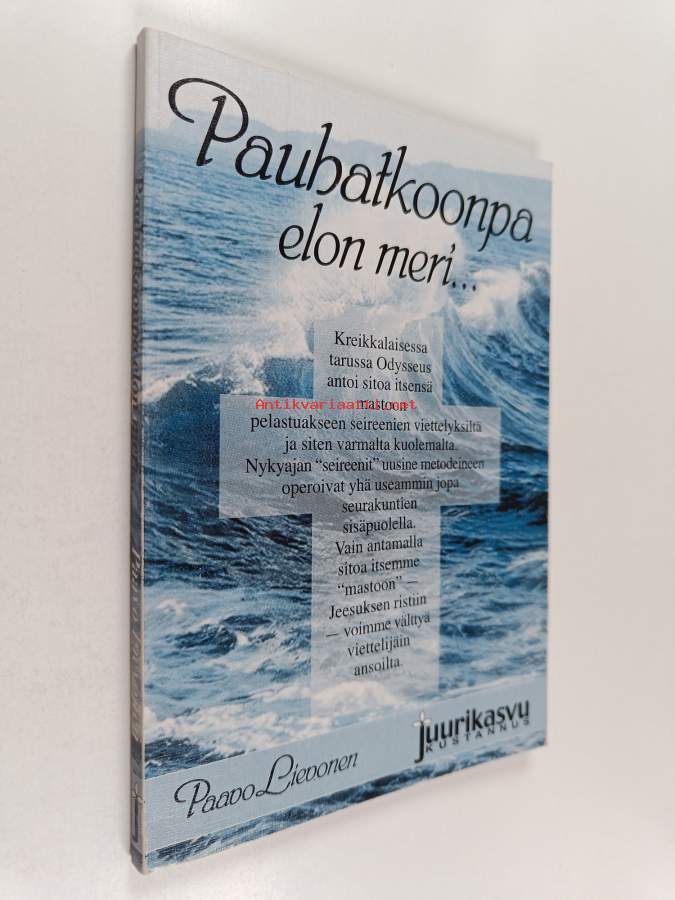 Pauhatkoonpa
elon meri...
Kreikkalaisessa
tarussa Odysseus
antoi sitoa itsensä
mastoon
Antikvariaatti.net
pelastuakseen seireenien viettelyksiltä
ja siten varmalta kuolemalta.
Nykyajan “seireenit” uusine metodeineen
operoivat yhä useammin jopa
seurakuntien
sisäpuolella.
Vain antamalla
sitoa itsemme
“mastoon” —
Jeesuksen ristiin
— voimme välttyä
viettelijäin
ansoilta.
juurikasvu
KUSTANNUS
Paavo Lievonen